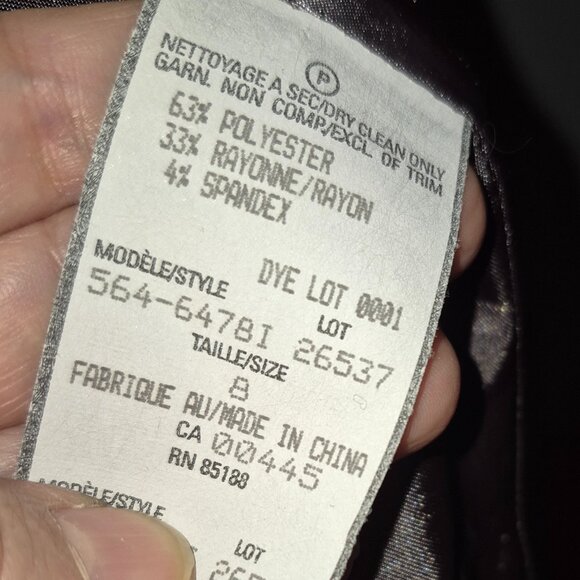 P
NETTOYAGE A SEC/DRY CLEAN ONLY
GARN. NON COMP./EXCL. OF TRIM
63% POLYESTER
33% RAYONNE/RAYON
4% SPANDEX
DYE LOT 0001
MODÈLE/STYLE LOT
564-6478I 26537
TAILLE/SIZE
8
FABRIQUE AU/MADE IN CHINA
CA 00445
RN 85188
MODÈLE/STYLE
LOT